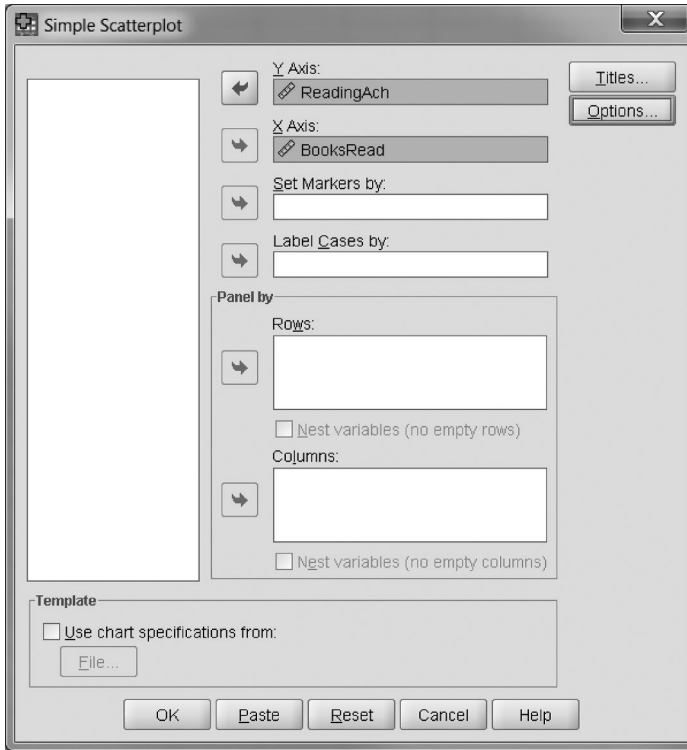 Simple Scatterplot
X
Y Axis:
ReadingAch
Titles...
Options...
X Axis:
BooksRead
Set Markers by:
Label Cases by:
Panel by
Rows:
Nest variables (no empty rows)
Columns:
Nest variables (no empty columns)
Template
Use chart specifications from:
File...
OK Paste Reset Cancel Help